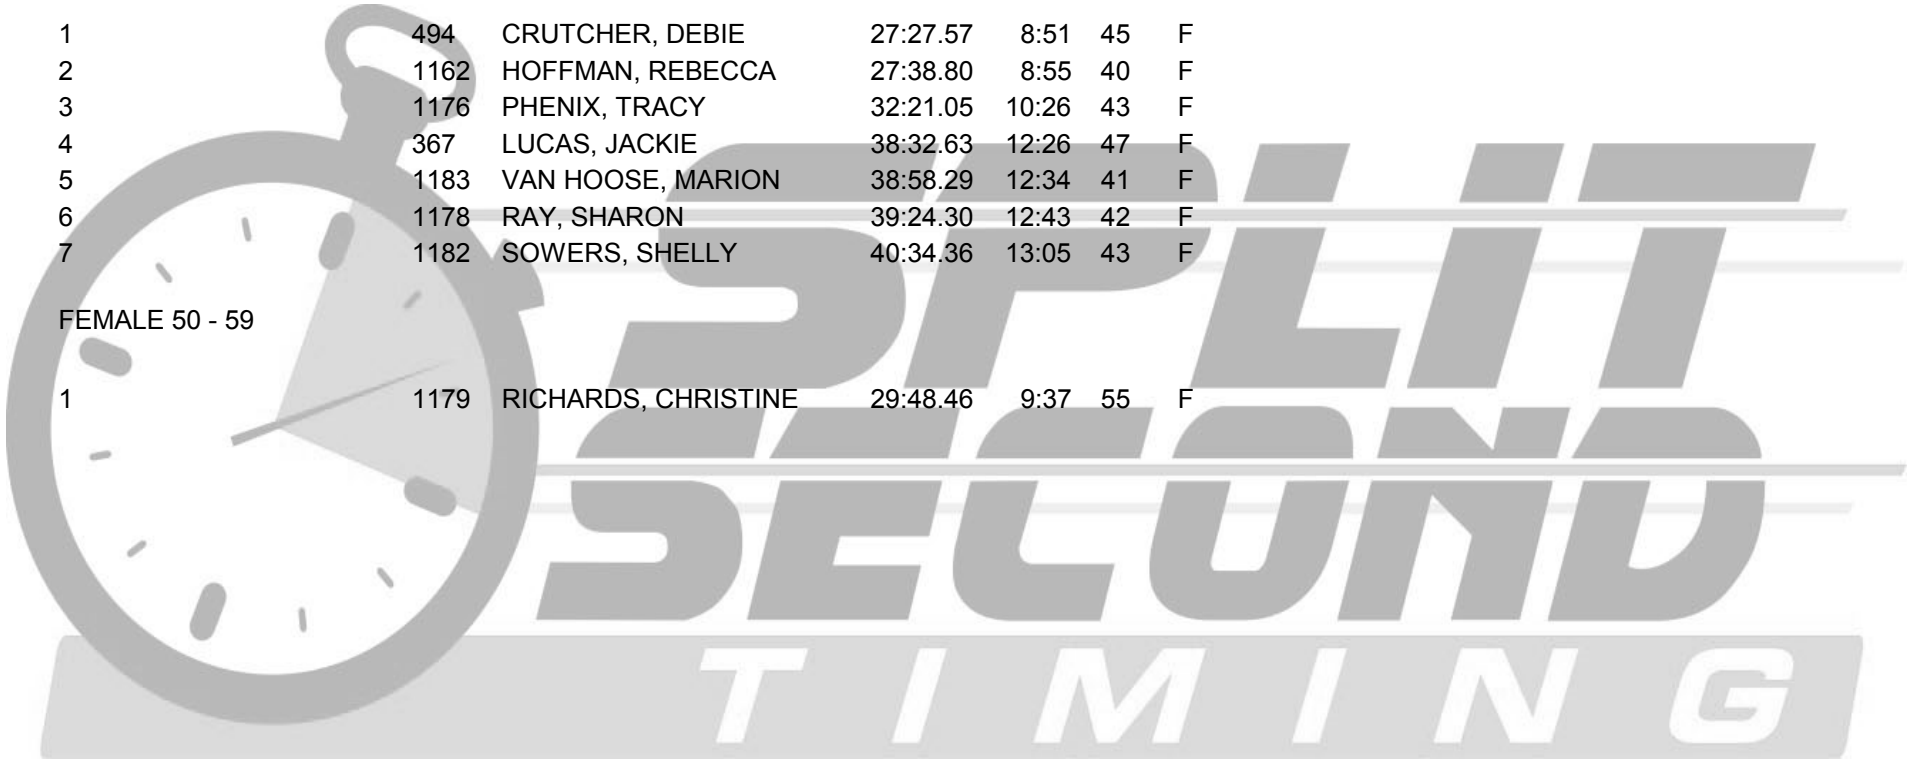 1 494 CRUTCHER, DEBIE 27:27.57 8:51 45 F
2 1162 HOFFMAN, REBECCA 27:38.80 8:55 40 F
3 1176 PHENIX, TRACY 32:21.05 10:26 43 F
4 367 LUCAS, JACKIE 38:32.63 12:26 47 F
5 1183 VAN HOOSE, MARION 38:58.29 12:34 41 F
6 1178 RAY, SHARON 39:24.30 12:43 42 F
7 1182 SOWERS, SHELLY 40:34.36 13:05 43 F
FEMALE 50 - 59
1 1179 RICHARDS, CHRISTINE 29:48.46 9:37 55 F
SPLiT
SECOND
TIMING